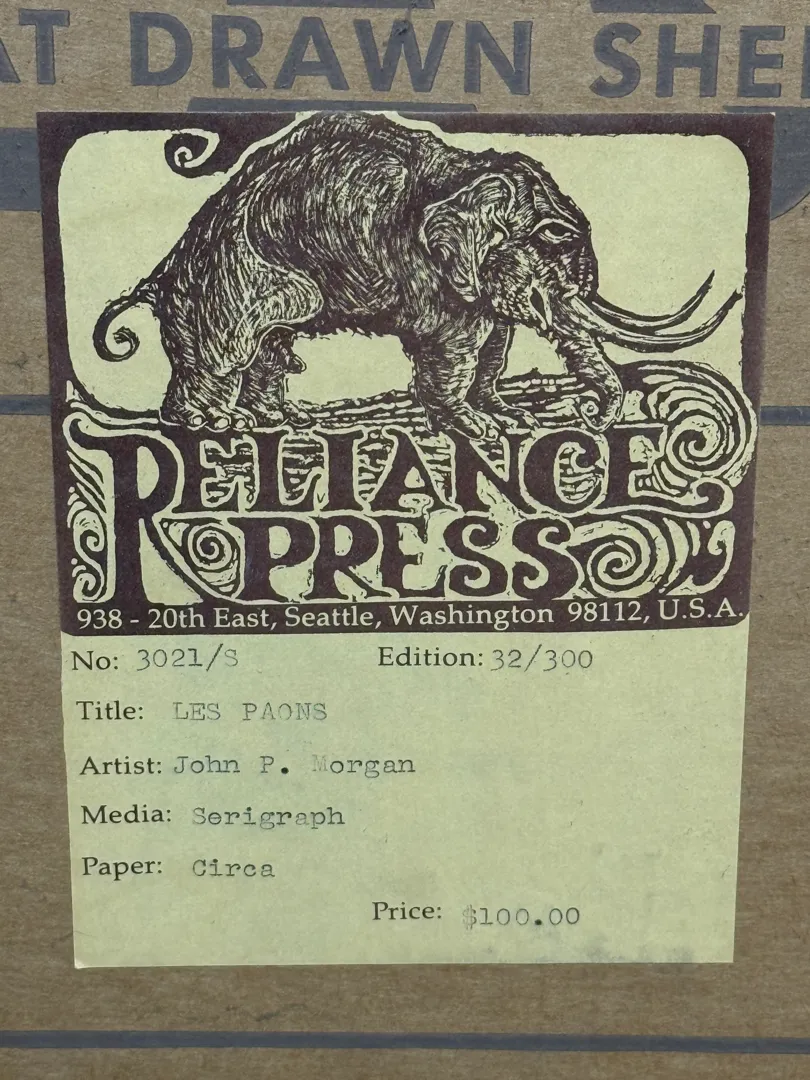 AT DRAWN SHE
RELIANCE
PRESS
938 - 20th East, Seattle, Washington 98112, U.S.A.
No: 3021/S Edition: 32/300
Title: LES PAONS
Artist: John P. Morgan
Media: Serigraph
Paper: Circa
Price: $100.00